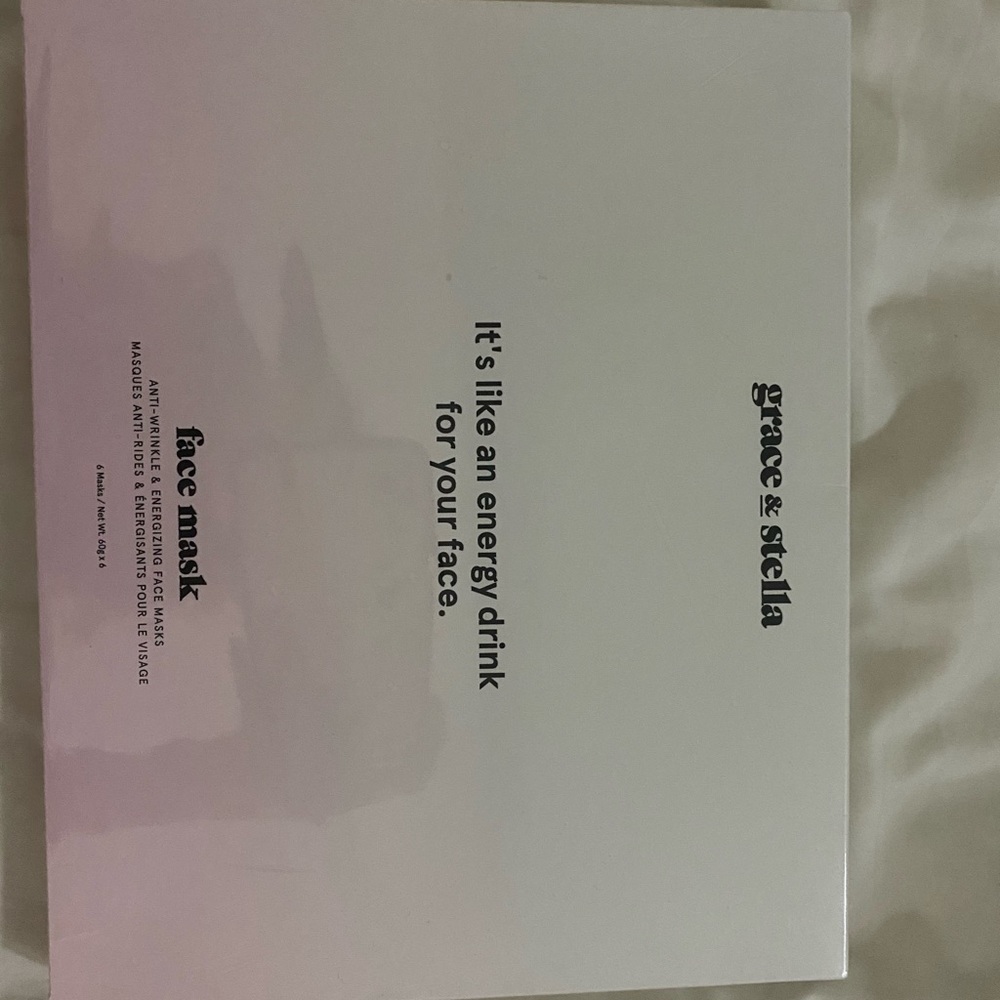 grace & stella
It's like an energy drink
for your face.
face mask
ANTI-WRINKLE & ENERGIZING FACE MASKS
MASQUES ANTI-RIDES & ÉNERGISANTS POUR LE VISAGE
6 Masks / Net Wt. 60g x 6